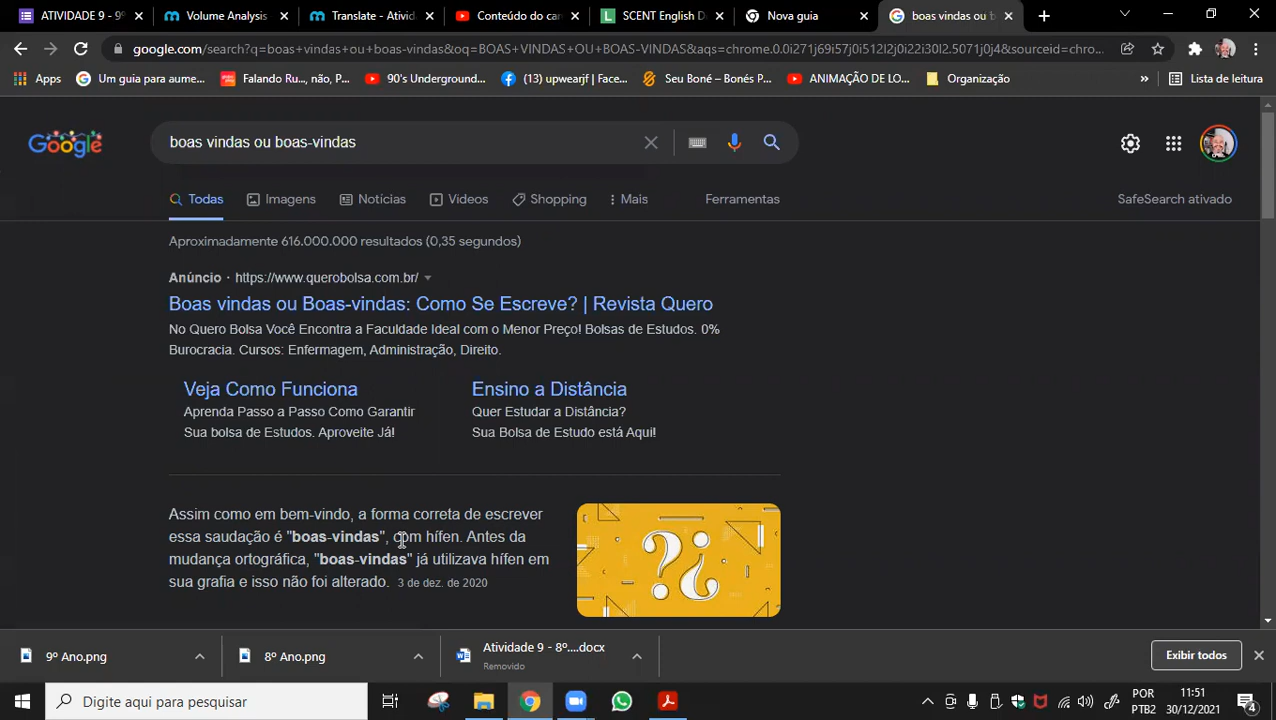 ATIVIDADE 9 - 9º
Volume Analysis
Translate - Ativid
Conteúdo do car
SCENT English D
Nova guia
boas vindas ou b
google.com/search?q=boas+vindas+ou+boas-vindas&oq=BOAS+VINDAS+OU+BOAS-VINDAS&aqs=chrome.0.0i271j69i57j0i512l2j0i22i30l2.5071j0j4&sourceid=chro...
Apps
Um guia para aume...
Falando Ru..., não, P...
90's Underground...
(13) upwearjf | Face...
Seu Boné – Bonés P...
ANIMAÇÃO DE LO...
Organização
»
Lista de leitura
Google
boas vindas ou boas-vindas
Todas
Imagens
Notícias
Vídeos
Shopping
Mais
Ferramentas
SafeSearch ativado
Aproximadamente 616.000.000 resultados (0,35 segundos)
Anúncio · https://www.querobolsa.com.br/
Boas vindas ou Boas-vindas: Como Se Escreve? | Revista Quero
No Quero Bolsa Você Encontra a Faculdade Ideal com o Menor Preço! Bolsas de Estudos. 0%
Burocracia. Cursos: Enfermagem, Administração, Direito.
Veja Como Funciona
Aprenda Passo a Passo Como Garantir
Sua bolsa de Estudos. Aproveite Já!
Ensino a Distância
Quer Estudar a Distância?
Sua Bolsa de Estudo está Aqui!
Assim como em bem-vindo, a forma correta de escrever
essa saudação é "boas-vindas", com hífen. Antes da
mudança ortográfica, "boas-vindas" já utilizava hífen em
sua grafia e isso não foi alterado. 3 de dez. de 2020
?¿
9º Ano.png
8º Ano.png
Atividade 9 - 8º....docx
Removido
Exibir todos
Digite aqui para pesquisar
POR
PTB2
11:51
30/12/2021
4